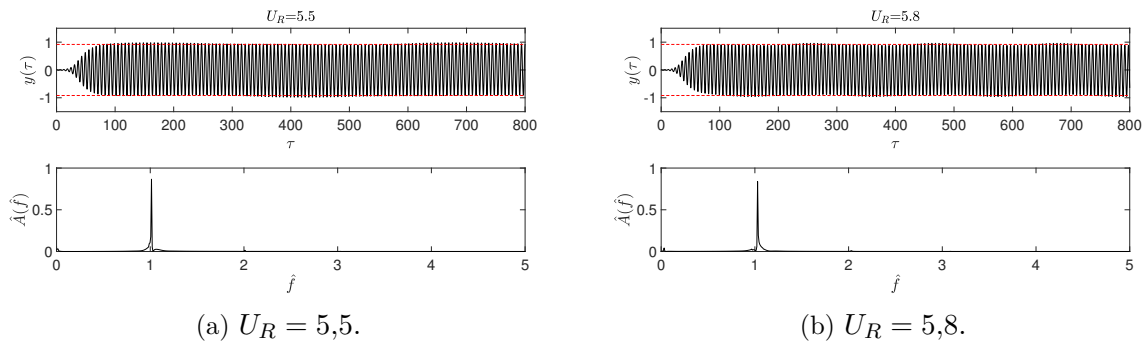 U_R=5.5
y(τ)
1
0
-1
0 100 200 300 400 500 600 700 800
τ
Â(f̂)
1
0.5
0
0 1 2 3 4 5
f̂
(a) U_R = 5,5.
U_R=5.8
y(τ)
1
0
-1
0 100 200 300 400 500 600 700 800
τ
Â(f̂)
1
0.5
0
0 1 2 3 4 5
f̂
(b) U_R = 5,8.